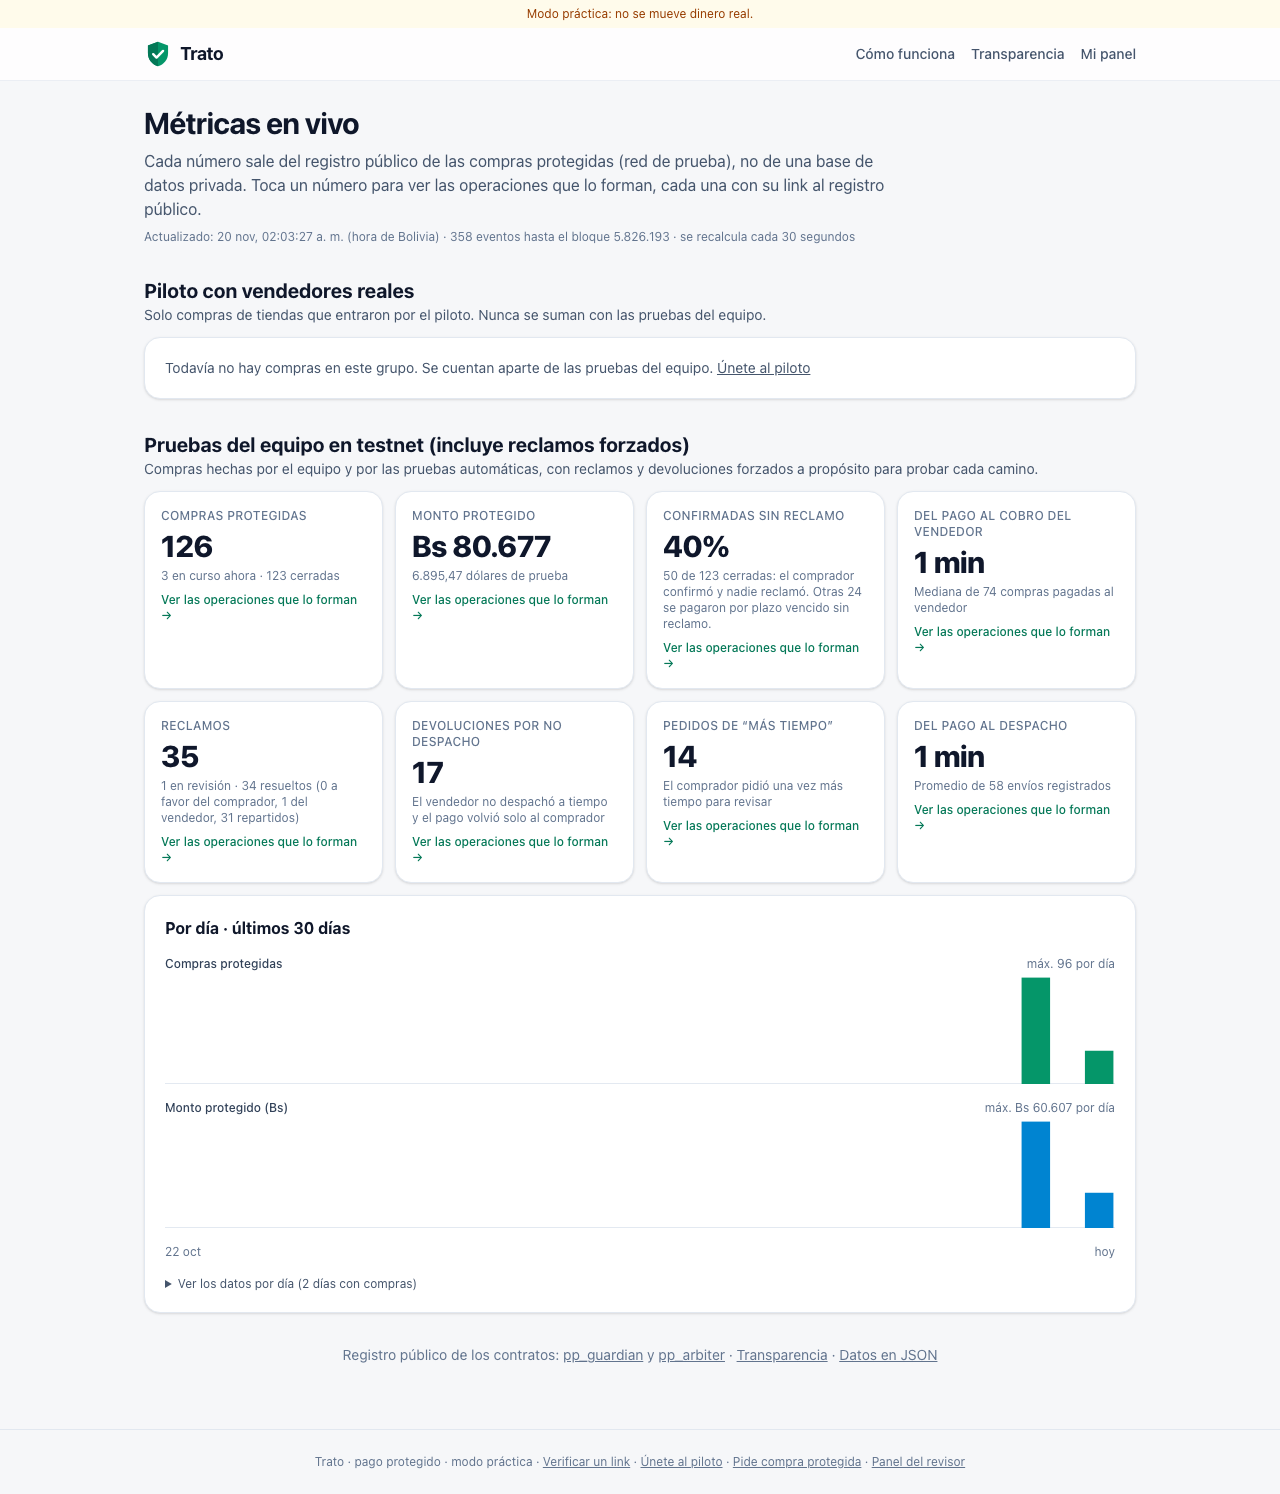 Modo práctica: no se mueve dinero real.
Trato
Cómo funciona Transparencia Mi panel
Métricas en vivo
Cada número sale del registro público de las compras protegidas (red de prueba), no de una base de
datos privada. Toca un número para ver las operaciones que lo forman, cada una con su link al registro
público.
Actualizado: 20 nov, 02:03:27 a. m. (hora de Bolivia) · 358 eventos hasta el bloque 5.826.193 · se recalcula cada 30 segundos
Piloto con vendedores reales
Solo compras de tiendas que entraron por el piloto. Nunca se suman con las pruebas del equipo.
Todavía no hay compras en este grupo. Se cuentan aparte de las pruebas del equipo. Únete al piloto
Pruebas del equipo en testnet (incluye reclamos forzados)
Compras hechas por el equipo y por las pruebas automáticas, con reclamos y devoluciones forzados a propósito para probar cada camino.
COMPRAS PROTEGIDAS
126
3 en curso ahora · 123 cerradas
Ver las operaciones que lo forman
→
MONTO PROTEGIDO
Bs 80.677
6.895,47 dólares de prueba
Ver las operaciones que lo forman
→
CONFIRMADAS SIN RECLAMO
40%
50 de 123 cerradas: el comprador
confirmó y nadie reclamó. Otras 24
se pagaron por plazo vencido sin
reclamo.
Ver las operaciones que lo forman
→
DEL PAGO AL COBRO DEL
VENDEDOR
1 min
Mediana de 74 compras pagadas al
vendedor
Ver las operaciones que lo forman
→
RECLAMOS
35
1 en revisión · 34 resueltos (0 a
favor del comprador, 1 del
vendedor, 31 repartidos)
Ver las operaciones que lo forman
→
DEVOLUCIONES POR NO
DESPACHO
17
El vendedor no despachó a tiempo
y el pago volvió solo al comprador
Ver las operaciones que lo forman
→
PEDIDOS DE “MÁS TIEMPO”
14
El comprador pidió una vez más
tiempo para revisar
Ver las operaciones que lo forman
→
DEL PAGO AL DESPACHO
1 min
Promedio de 58 envíos registrados
Ver las operaciones que lo forman
→
Por día · últimos 30 días
Compras protegidas máx. 96 por día
Monto protegido (Bs) máx. Bs 60.607 por día
22 oct hoy
▶ Ver los datos por día (2 días con compras)
Registro público de los contratos: pp_guardian y pp_arbiter · Transparencia · Datos en JSON
Trato · pago protegido · modo práctica · Verificar un link · Únete al piloto · Pide compra protegida · Panel del revisor